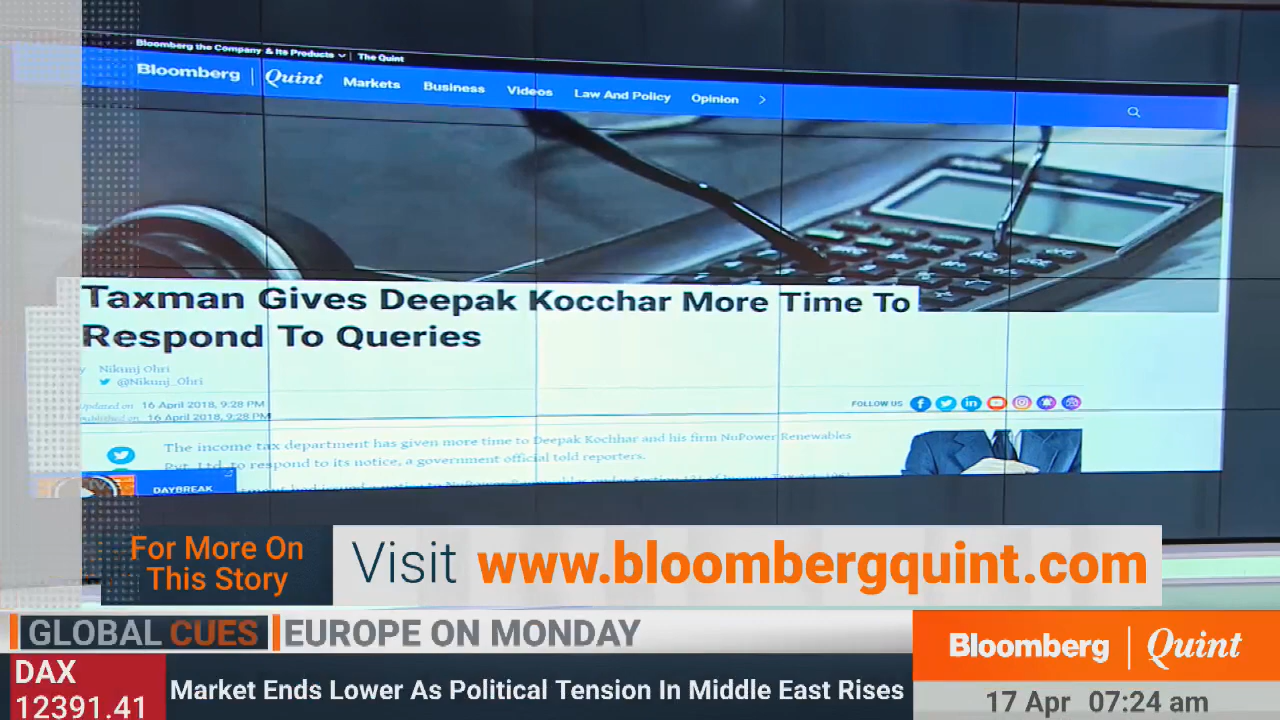 Bloomberg the Company & Its Products | The Quint
Bloomberg | Quint Markets Business Videos Law And Policy Opinion >
Taxman Gives Deepak Kocchar More Time To
Respond To Queries
Nikunj Ohri
@Nikunj_Ohri
Updated on 16 April 2018, 9:28 PM
Published on 16 April 2018, 9:28 PM
FOLLOW US
The income tax department has given more time to Deepak Kochhar and his firm NuPower Renewables
Pvt. Ltd. to respond to its notice, a government official told reporters.
DAYBREAK
For More On
This Story
Visit www.bloombergquint.com
GLOBAL CUES EUROPE ON MONDAY
DAX
12391.41
Market Ends Lower As Political Tension In Middle East Rises
Bloomberg | Quint
17 Apr 07:24 am